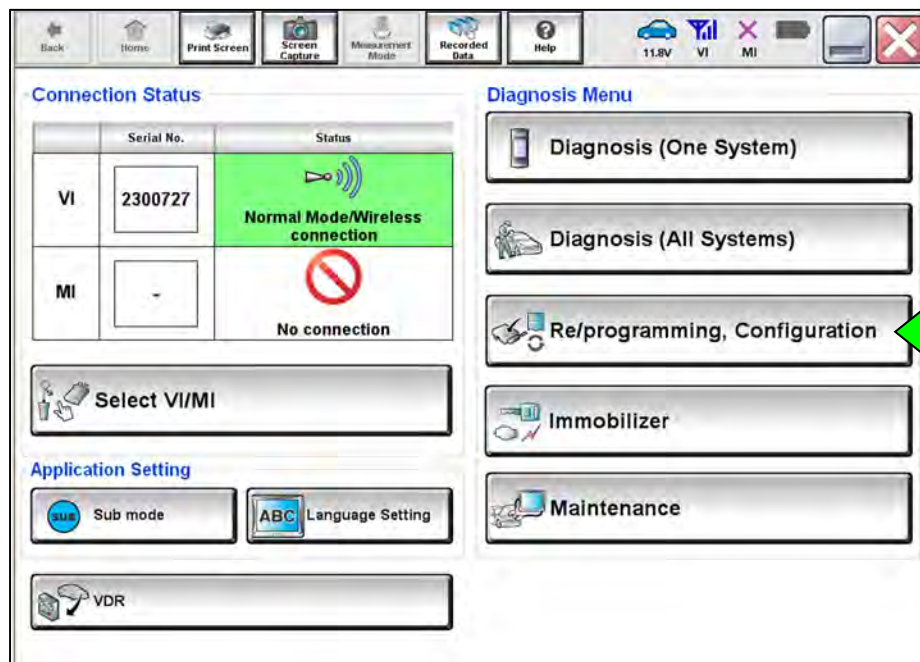 Back
Home
Print Screen
Screen
Capture
Measurement
Mode
Recorded
Data
Help
11.8V
VI
MI
Connection Status
Serial No.
Status
VI
2300727
Normal Mode/Wireless
connection
MI
-
No connection
Select VI/MI
Application Setting
SUB
Sub mode
ABC
Language Setting
VDR
Diagnosis Menu
Diagnosis (One System)
Diagnosis (All Systems)
Re/programming, Configuration
Immobilizer
Maintenance